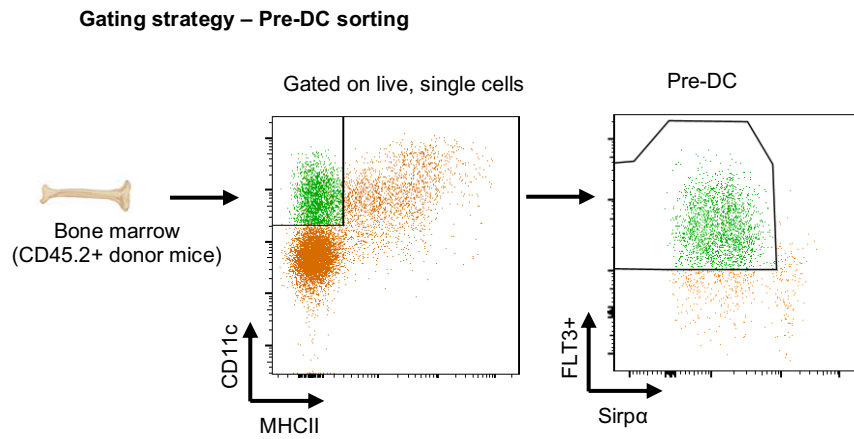 Gating strategy – Pre-DC sorting
Gated on live, single cells
Pre-DC
Bone marrow
(CD45.2+ donor mice)
CD11c
MHCII
FLT3+
Sirpα